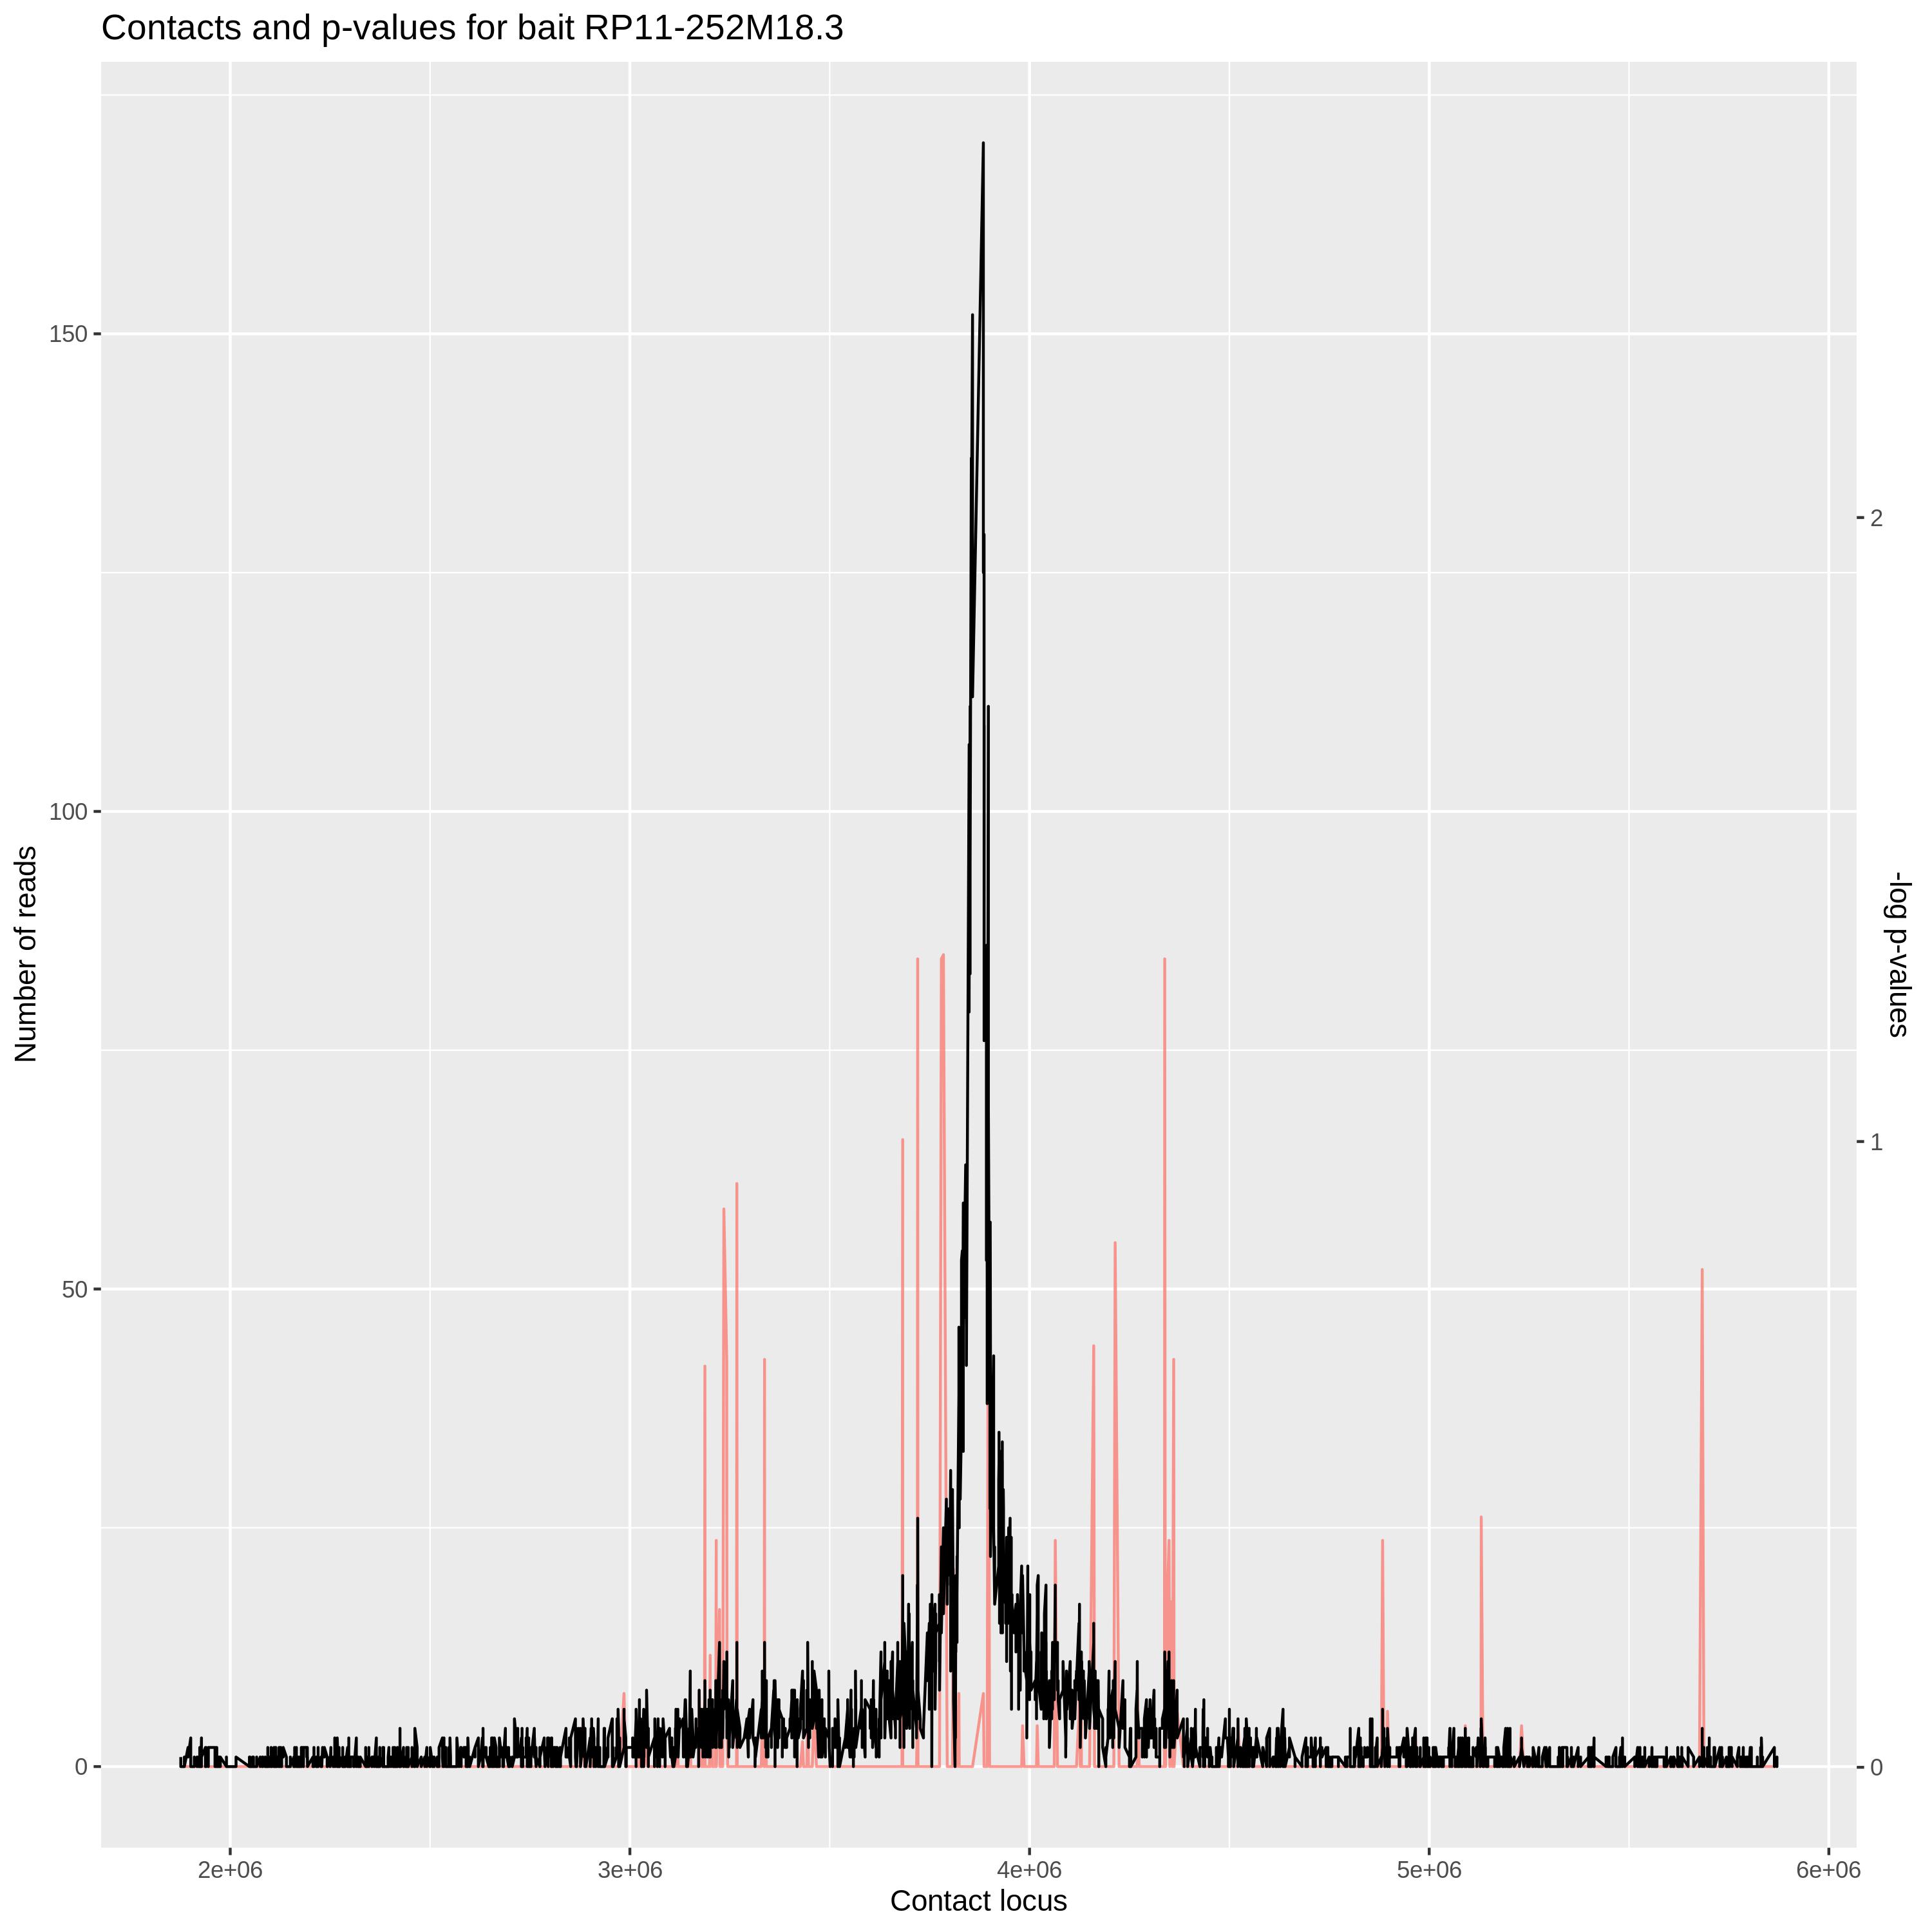 Contacts and p-values for bait RP11-252M18.3
150
100
50
0
Number of reads
2
1
0
-log p-values
2e+06
3e+06
4e+06
5e+06
6e+06
Contact locus